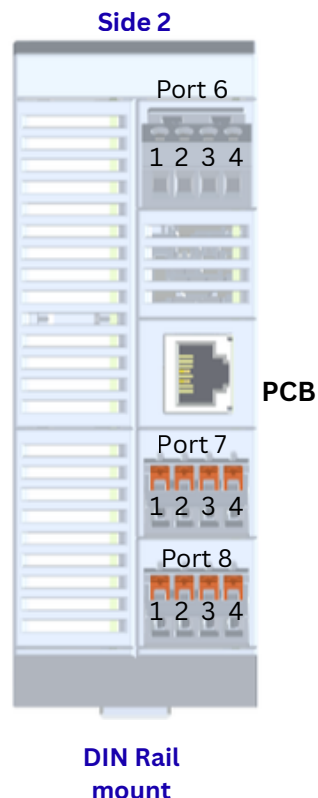 Side 2
Port 6
1 2 3 4
PCB
Port 7
1 2 3 4
Port 8
1 2 3 4
DIN Rail
mount